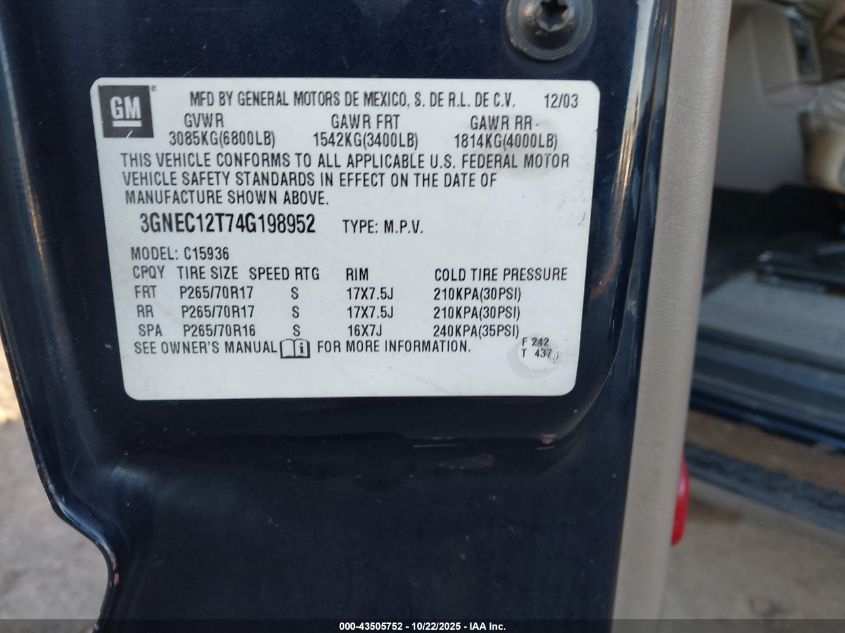 GM ®
MFD BY GENERAL MOTORS DE MEXICO, S. DE R.L. DE C.V. 12/03
GVWR GAWR FRT GAWR RR
3085KG(6800LB) 1542KG(3400LB) 1814KG(4000LB)
THIS VEHICLE CONFORMS TO ALL APPLICABLE U.S. FEDERAL MOTOR
VEHICLE SAFETY STANDARDS IN EFFECT ON THE DATE OF
MANUFACTURE SHOWN ABOVE.
3GNEC12T74G198952 TYPE: M.P.V.
MODEL: C15936
CPQY TIRE SIZE SPEED RTG RIM COLD TIRE PRESSURE
FRT P265/70R17 S 17X7.5J 210KPA(30PSI)
RR P265/70R17 S 17X7.5J 210KPA(30PSI)
SPA P265/70R16 S 16X7J 240KPA(35PSI)
SEE OWNER'S MANUAL i FOR MORE INFORMATION.
F 242
T 437
000-43505752 - 10/22/2025 - IAA Inc.